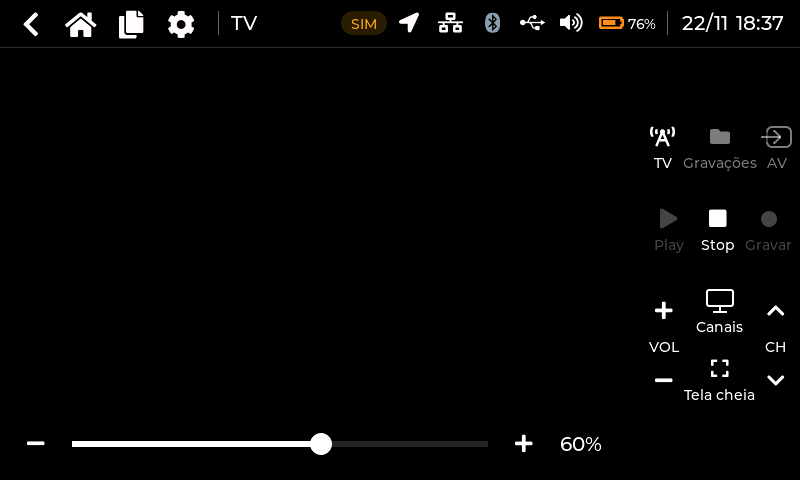 TV SIM 76% 22/11 18:37
TV Gravações AV
Play Stop Gravar
Canais
VOL CH
Tela cheia
60%